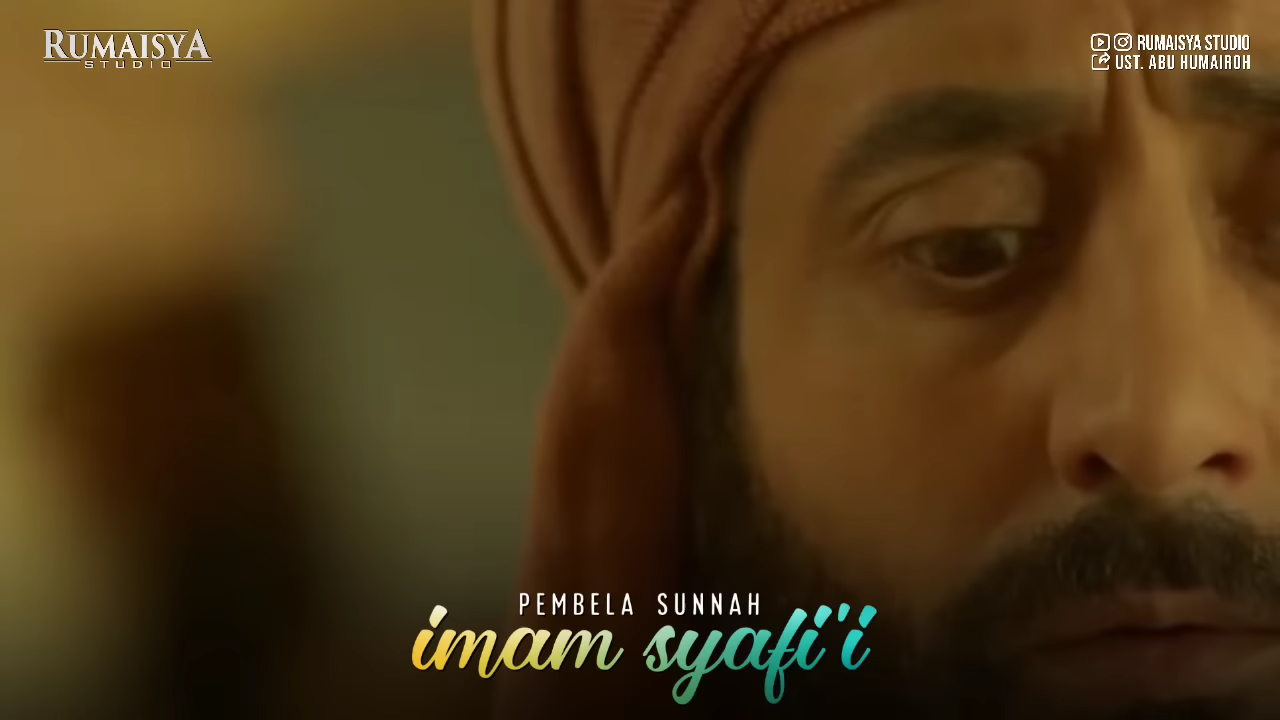 RUMAISYA
STUDIO
RUMAISYA STUDIO
UST. ABU HUMAIROH
PEMBELA SUNNAH
imam syafi'i